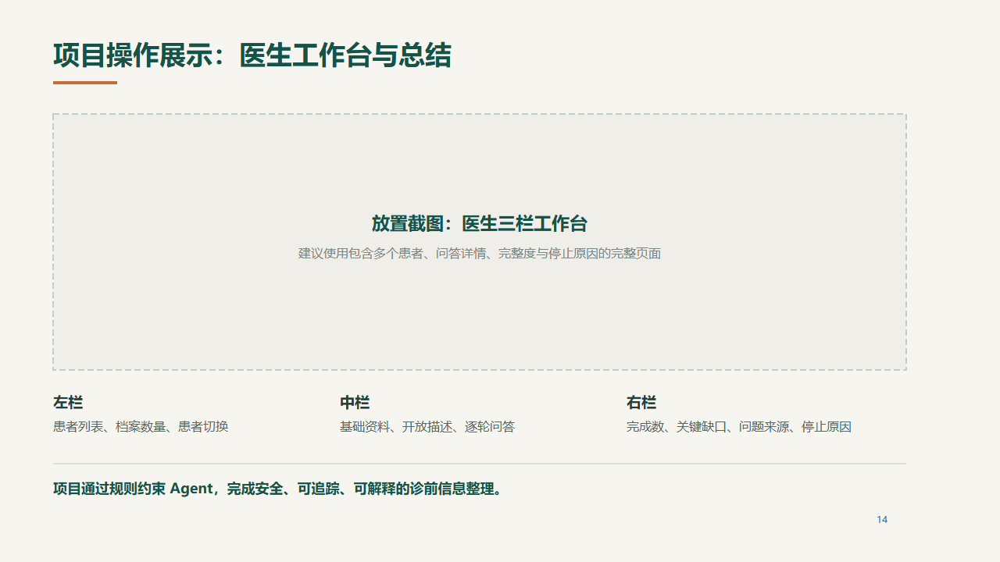 项目操作展示：医生工作台与总结
放置截图：医生三栏工作台
建议使用包含多个患者、问答详情、完整度与停止原因的完整页面
左栏
患者列表、档案数量、患者切换
中栏
基础资料、开放描述、逐轮问答
右栏
完成数、关键缺口、问题来源、停止原因
项目通过规则约束 Agent，完成安全、可追踪、可解释的诊前信息整理。
14